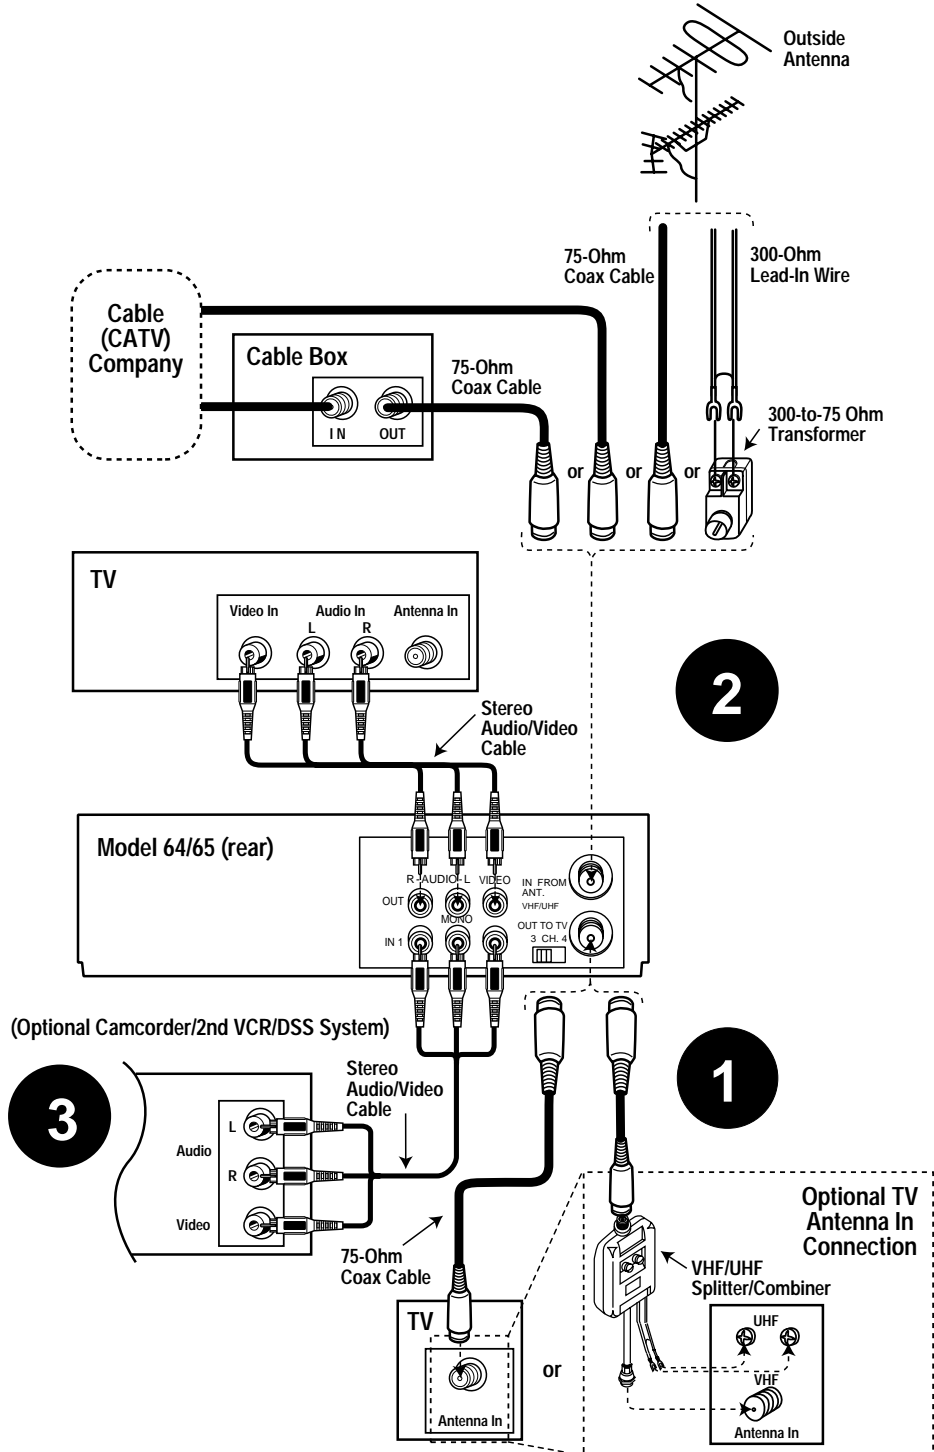 Outside
Antenna
75-Ohm
Coax Cable
300-Ohm
Lead-In Wire
Cable
(CATV)
Company
Cable Box
75-Ohm
Coax Cable
IN
OUT
300-to-75 Ohm
Transformer
or
or
or
TV
Video In
Audio In
Antenna In
L
R
2
Stereo
Audio/Video
Cable
Model 64/65 (rear)
R-AUDIO-L
VIDEO
IN FROM
ANT.
VHF/UHF
OUT
MONO
OUT TO TV
3 CH. 4
IN 1
(Optional Camcorder/2nd VCR/DSS System)
1
3
Stereo
Audio/Video
Cable
L
Audio
R
Video
75-Ohm
Coax Cable
Optional TV
Antenna In
Connection
VHF/UHF
Splitter/Combiner
TV
Antenna In
or
UHF
VHF
Antenna In